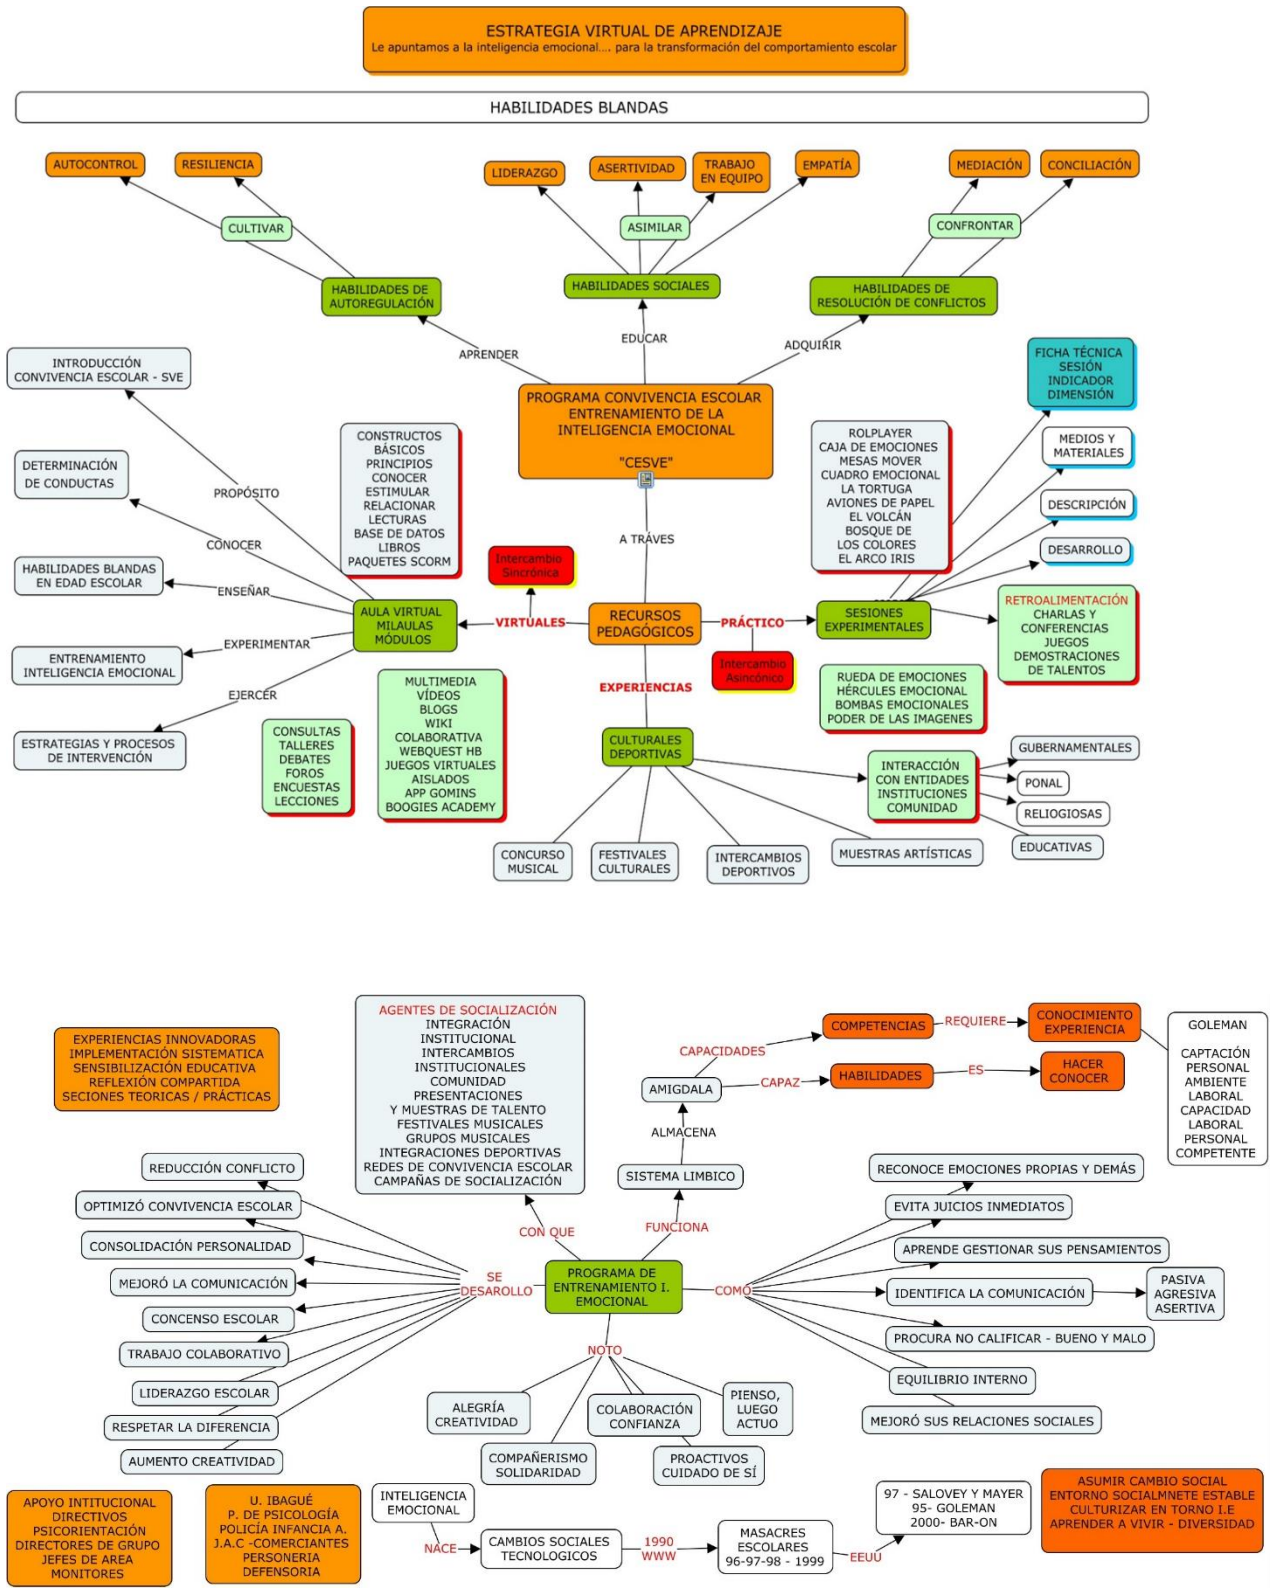 ESTRATEGIA VIRTUAL DE APRENDIZAJE
Le apuntamos a la inteligencia emocional.... para la transformación del comportamiento escolar
HABILIDADES BLANDAS
AUTOCONTROL
RESILIENCIA
LIDERAZGO
ASERTIVIDAD
TRABAJO
EN EQUIPO
EMPATÍA
MEDIACIÓN
CONCILIACIÓN
CULTIVAR
ASIMILAR
CONFRONTAR
HABILIDADES DE
AUTOREGULACIÓN
HABILIDADES SOCIALES
HABILIDADES DE
RESOLUCIÓN DE CONFLICTOS
APRENDER
EDUCAR
ADQUIRIR
PROGRAMA CONVIVENCIA ESCOLAR
ENTRENAMIENTO DE LA
INTELIGENCIA EMOCIONAL
"CESVE"
INTRODUCCIÓN
CONVIVENCIA ESCOLAR - SVE
DETERMINACIÓN
DE CONDUCTAS
HABILIDADES BLANDAS
EN EDAD ESCOLAR
ENTRENAMIENTO
INTELIGENCIA EMOCIONAL
ESTRATEGIAS Y PROCESOS
DE INTERVENCIÓN
PROPÓSITO
CONOCER
ENSEÑAR
EXPERIMENTAR
EJERCER
CONSTRUCTOS
BÁSICOS
PRINCIPIOS
CONOCER
ESTIMULAR
RELACIONAR
LECTURAS
BASE DE DATOS
LIBROS
PAQUETES SCORM
AULA VIRTUAL
MILAULAS
MÓDULOS
CONSULTAS
TALLERES
DEBATES
FOROS
ENCUESTAS
LECCIONES
MULTIMEDIA
VÍDEOS
BLOGS
WIKI
COLABORATIVA
WEBQUEST HB
JUEGOS VIRTUALES
AISLADOS
APP GOMINS
BOOGIES ACADEMY
Intercambio
Sincrónica
VIRTUALES
A TRÁVES
RECURSOS
PEDAGÓGICOS
PRÁCTICO
Intercambio
Asincónico
EXPERIENCIAS
ROLPLAYER
CAJA DE EMOCIONES
MESAS MOVER
CUADRO EMOCIONAL
LA TORTUGA
AVIONES DE PAPEL
EL VOLCÁN
BOSQUE DE
LOS COLORES
EL ARCO IRIS
SESIONES
EXPERIMENTALES
FICHA TÉCNICA
SESIÓN
INDICADOR
DIMENSIÓN
MEDIOS Y
MATERIALES
DESCRIPCIÓN
DESARROLLO
RETROALIMENTACIÓN
CHARLAS Y
CONFERENCIAS
JUEGOS
DEMOSTRACIONES
DE TALENTOS
RUEDA DE EMOCIONES
HÉRCULES EMOCIONAL
BOMBAS EMOCIONALES
PODER DE LAS IMAGENES
CULTURALES
DEPORTIVAS
INTERACCIÓN
CON ENTIDADES
INSTITUCIONES
COMUNIDAD
GUBERNAMENTALES
PONAL
RELIOGIOSAS
EDUCATIVAS
CONCURSO
MUSICAL
FESTIVALES
CULTURALES
INTERCAMBIOS
DEPORTIVOS
MUESTRAS ARTÍSTICAS
EXPERIENCIAS INNOVADORAS
IMPLEMENTACIÓN SISTEMATICA
SENSIBILIZACIÓN EDUCATIVA
REFLEXIÓN COMPARTIDA
SECIONES TEORICAS / PRÁCTICAS
AGENTES DE SOCIALIZACIÓN
INTEGRACIÓN
INSTITUCIONAL
INTERCAMBIOS
INSTITUCIONALES
COMUNIDAD
PRESENTACIONES
Y MUESTRAS DE TALENTO
FESTIVALES MUSICALES
GRUPOS MUSICALES
INTEGRACIONES DEPORTIVAS
REDES DE CONVIVENCIA ESCOLAR
CAMPAÑAS DE SOCIALIZACIÓN
CAPACIDADES
COMPETENCIAS
REQUIERE
CONOCIMIENTO
EXPERIENCIA
AMIGDALA
CAPAZ
HABILIDADES
ES
HACER
CONOCER
GOLEMAN
CAPTACIÓN
PERSONAL
AMBIENTE
LABORAL
CAPACIDAD
LABORAL
PERSONAL
COMPETENTE
ALMACENA
SISTEMA LIMBICO
FUNCIONA
CON QUE
REDUCCIÓN CONFLICTO
OPTIMIZÓ CONVIVENCIA ESCOLAR
CONSOLIDACIÓN PERSONALIDAD
MEJORÓ LA COMUNICACIÓN
CONCENSO ESCOLAR
TRABAJO COLABORATIVO
LIDERAZGO ESCOLAR
RESPETAR LA DIFERENCIA
AUMENTO CREATIVIDAD
SE
DESAROLLO
PROGRAMA DE
ENTRENAMIENTO I.
EMOCIONAL
COMÓ
RECONOCE EMOCIONES PROPIAS Y DEMÁS
EVITA JUICIOS INMEDIATOS
APRENDE GESTIONAR SUS PENSAMIENTOS
IDENTIFICA LA COMUNICACIÓN
PASIVA
AGRESIVA
ASERTIVA
PROCURA NO CALIFICAR - BUENO Y MALO
EQUILIBRIO INTERNO
MEJORÓ SUS RELACIONES SOCIALES
NOTO
ALEGRÍA
CREATIVIDAD
COMPAÑERISMO
SOLIDARIDAD
COLABORACIÓN
CONFIANZA
PROACTIVOS
CUIDADO DE SÍ
PIENSO,
LUEGO
ACTUO
APOYO INTITUCIONAL
DIRECTIVOS
PSICORIENTACIÓN
DIRECTORES DE GRUPO
JEFES DE AREA
MONITORES
U. IBAGUÉ
P. DE PSICOLOGÍA
POLICÍA INFANCIA A.
J.A.C -COMERCIANTES
PERSONERIA
DEFENSORIA
INTELIGENCIA
EMOCIONAL
NACE
CAMBIOS SOCIALES
TECNOLOGICOS
1990
WWW
MASACRES
ESCOLARES
96-97-98 - 1999
EEUU
97 - SALOVEY Y MAYER
95- GOLEMAN
2000- BAR-ON
ASUMIR CAMBIO SOCIAL
ENTORNO SOCIALMNETE ESTABLE
CULTURIZAR EN TORNO I.E
APRENDER A VIVIR - DIVERSIDAD